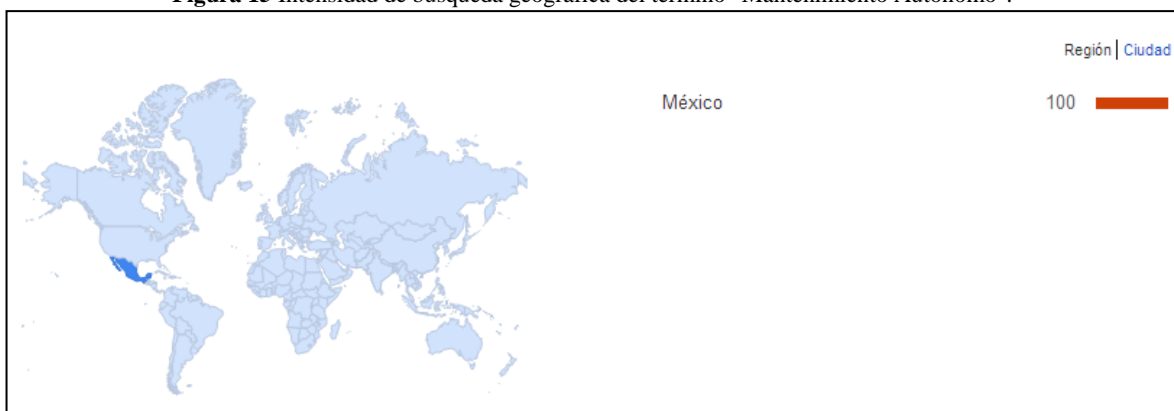 Figura 13 Intensidad de búsqueda geográfica del término "Mantenimiento Autónomo".
Región | Ciudad
México 100